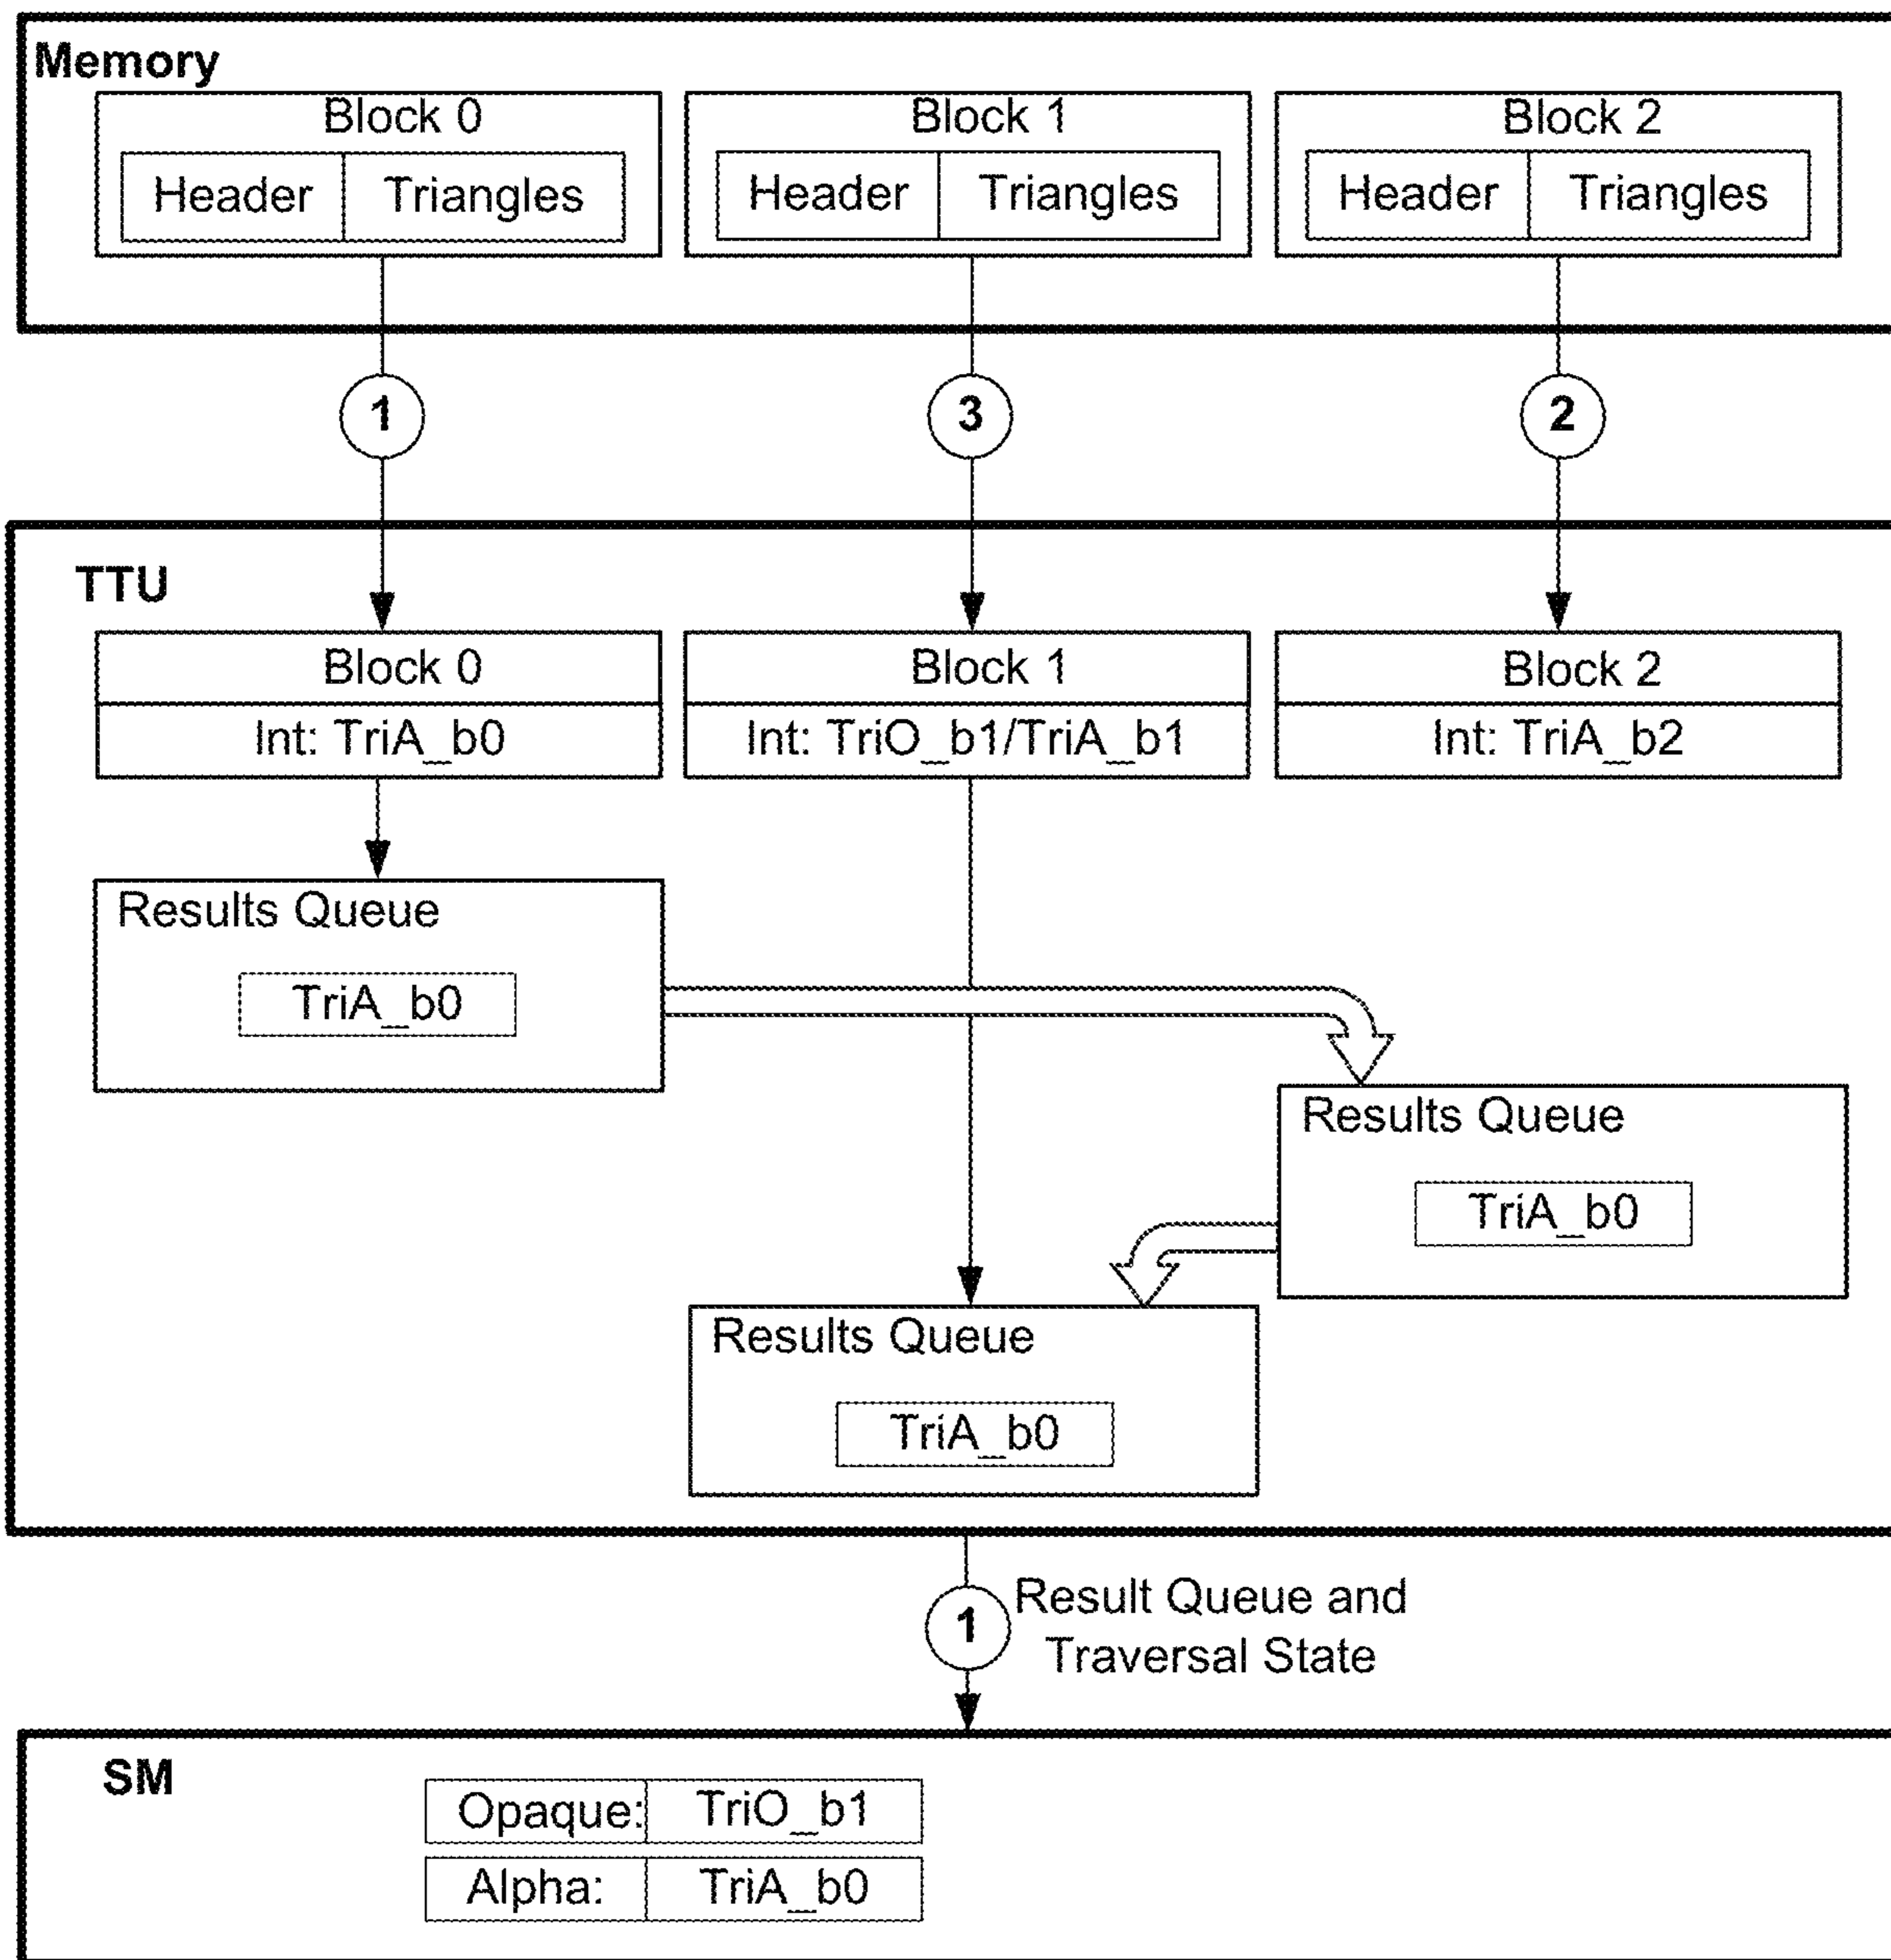 Memory
Block 0
Header Triangles
Block 1
Header Triangles
Block 2
Header Triangles
1
3
2
TTU
Block 0
Int: TriA_b0
Block 1
Int: TriO_b1/TriA_b1
Block 2
Int: TriA_b2
Results Queue
TriA_b0
Results Queue
TriA_b0
Results Queue
TriA_b0
1
Result Queue and
Traversal State
SM
Opaque: TriO_b1
Alpha: TriA_b0